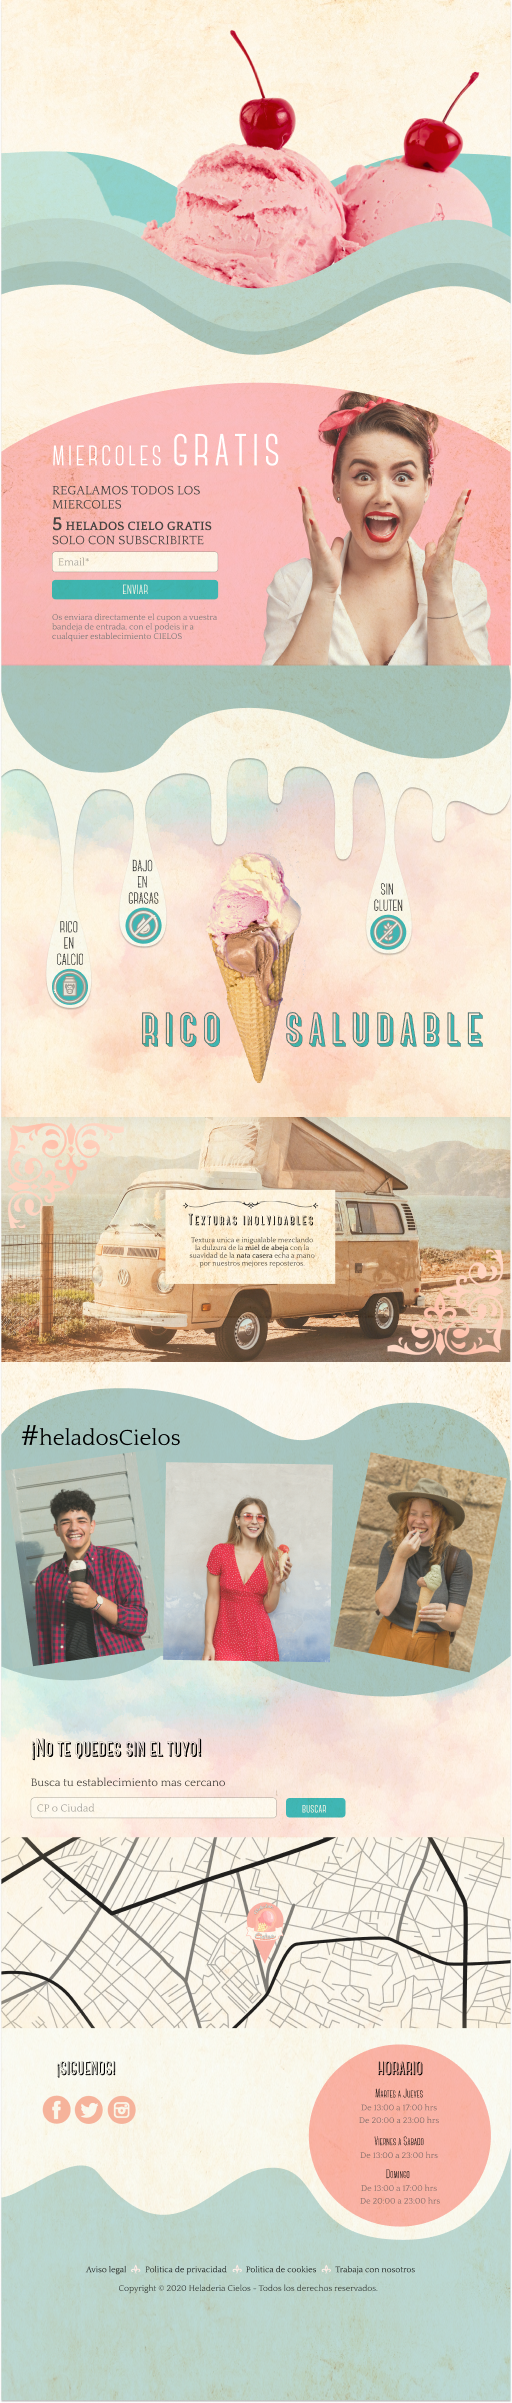 MIERCOLES GRATIS
REGALAMOS TODOS LOS
MIERCOLES
5 HELADOS CIELO GRATIS
SOLO CON SUBSCRIBIRTE
Email*
ENVIAR
Os enviara directamente el cupon a vuestra
bandeja de entrada, con el podeis ir a
cualquier establecimiento CIELOS
BAJO
EN
GRASAS
SIN
GLUTEN
RICO
EN
CALCIO
RICO SALUDABLE
TEXTURAS INOLVIDABLES
Textura unica e inigualable mezclando
la dulzura de la miel de abeja con la
suavidad de la nata casera echa a mano
por nuestros mejores reposteros.
#heladosCielos
¡NO TE QUEDES SIN EL TUYO!
Busca tu establecimiento mas cercano
CP o Ciudad
BUSCAR
¡SIGUENOS!
HORARIO
MARTES A JUEVES
De 13:00 a 17:00 hrs
De 20:00 a 23:00 hrs
VIERNES A SABADO
De 13:00 a 23:00 hrs
DOMINGO
De 13:00 a 17:00 hrs
De 20:00 a 23:00 hrs
Aviso legal Politica de privacidad Politica de cookies Trabaja con nosotros
Copyright © 2020 Heladeria Cielos - Todos los derechos reservados.